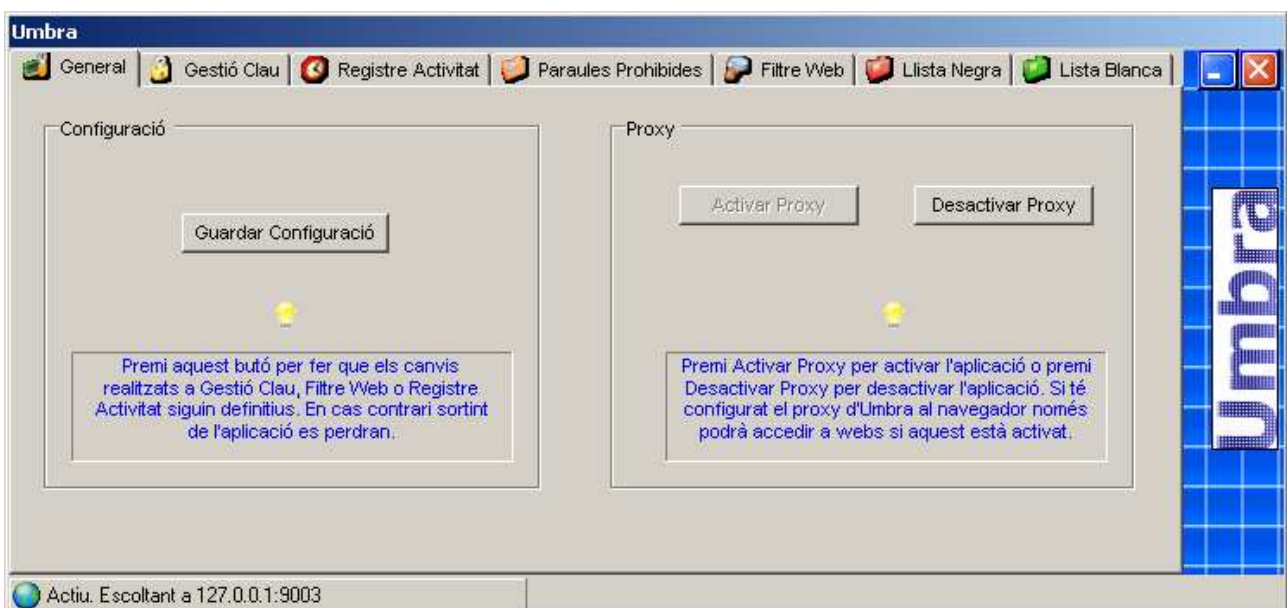 Umbra
General
Gestió Clau
Registre Activitat
Paraules Prohibides
Filtre Web
Llista Negra
Lista Blanca
Configuració
Guardar Configuració
Premi aquest butó per fer que els canvis
realitzats a Gestió Clau, Filtre Web o Registre
Activitat siguin definitius. En cas contrari sortint
de l'aplicació es perdran.
Proxy
Activar Proxy
Desactivar Proxy
Premi Activar Proxy per activar l'aplicació o premi
Desactivar Proxy per desactivar l'aplicació. Si té
configurat el proxy d'Umbra al navegador només
podrà accedir a webs si aquest està activat.
Umbra
Actiu. Escoltant a 127.0.0.1:9003